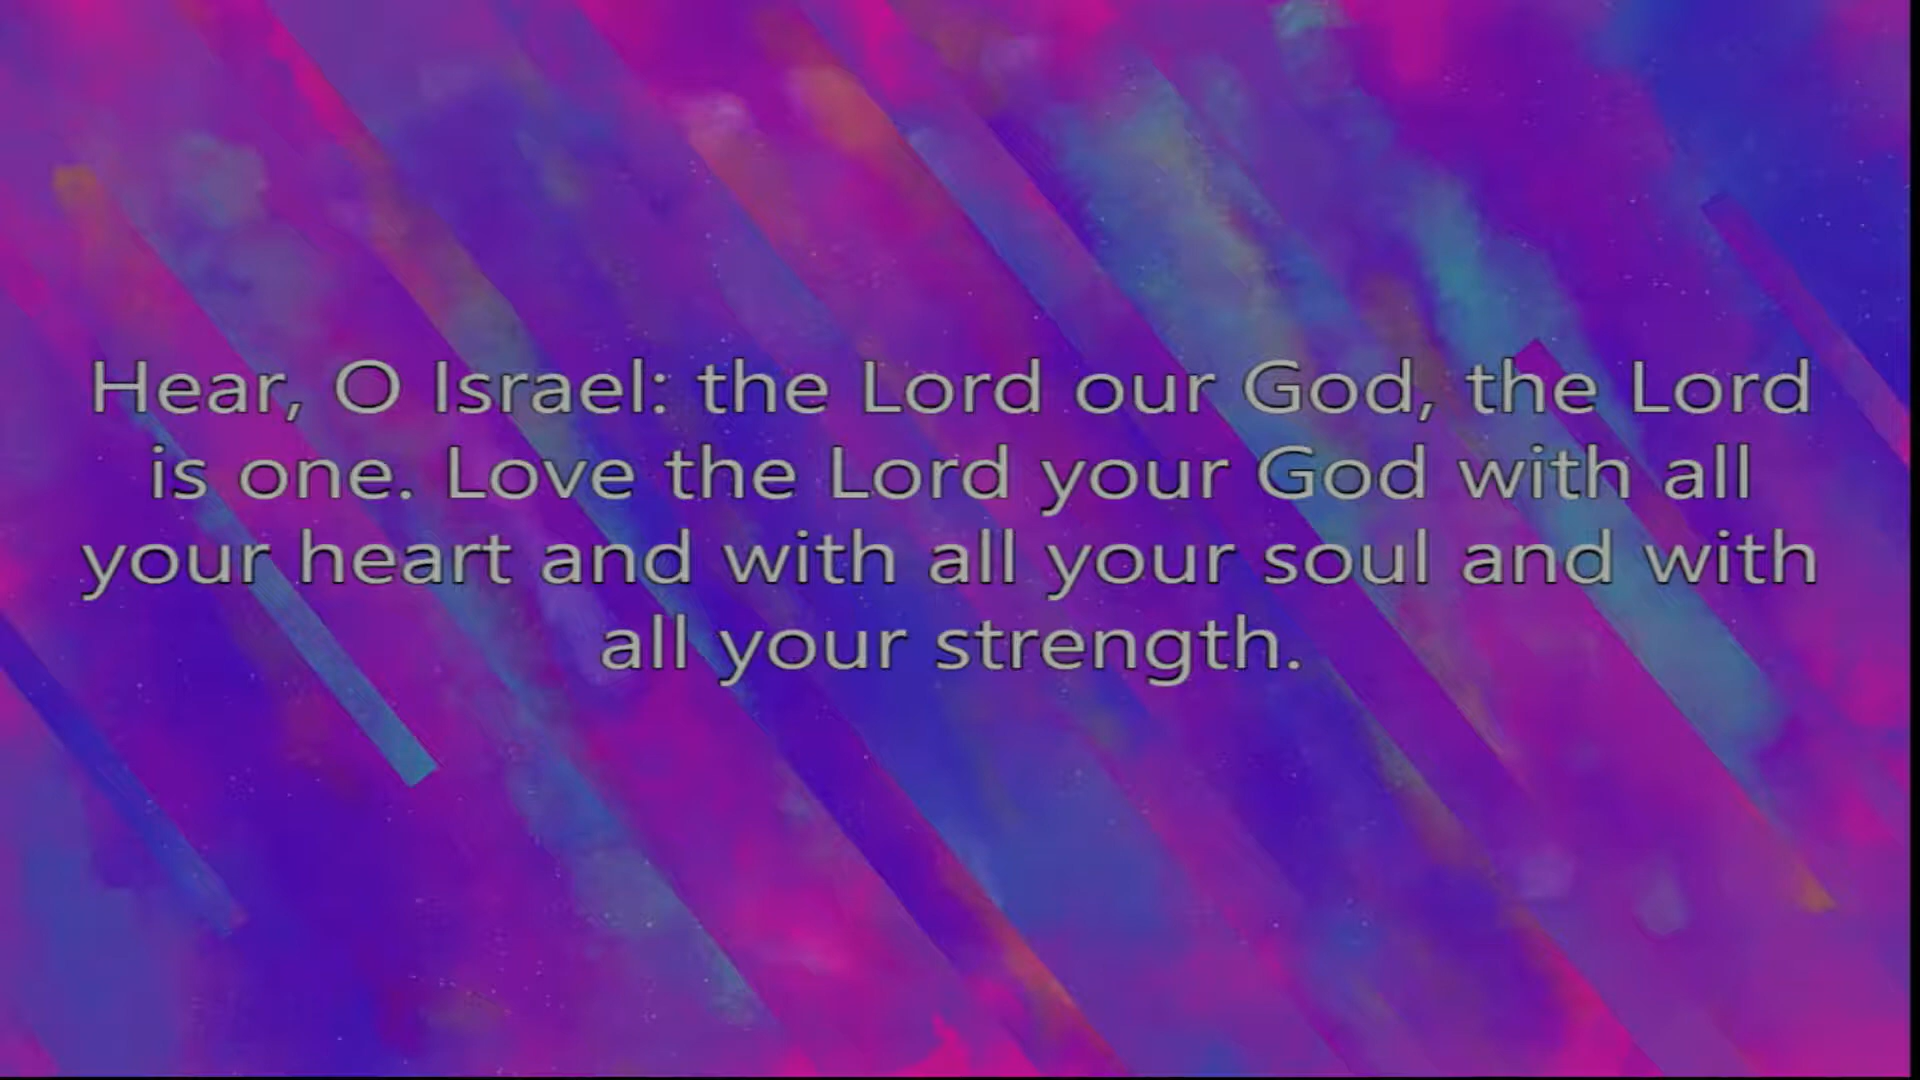 Hear, O Israel: the Lord our God, the Lord
is one. Love the Lord your God with all
your heart and with all your soul and with
all your strength.